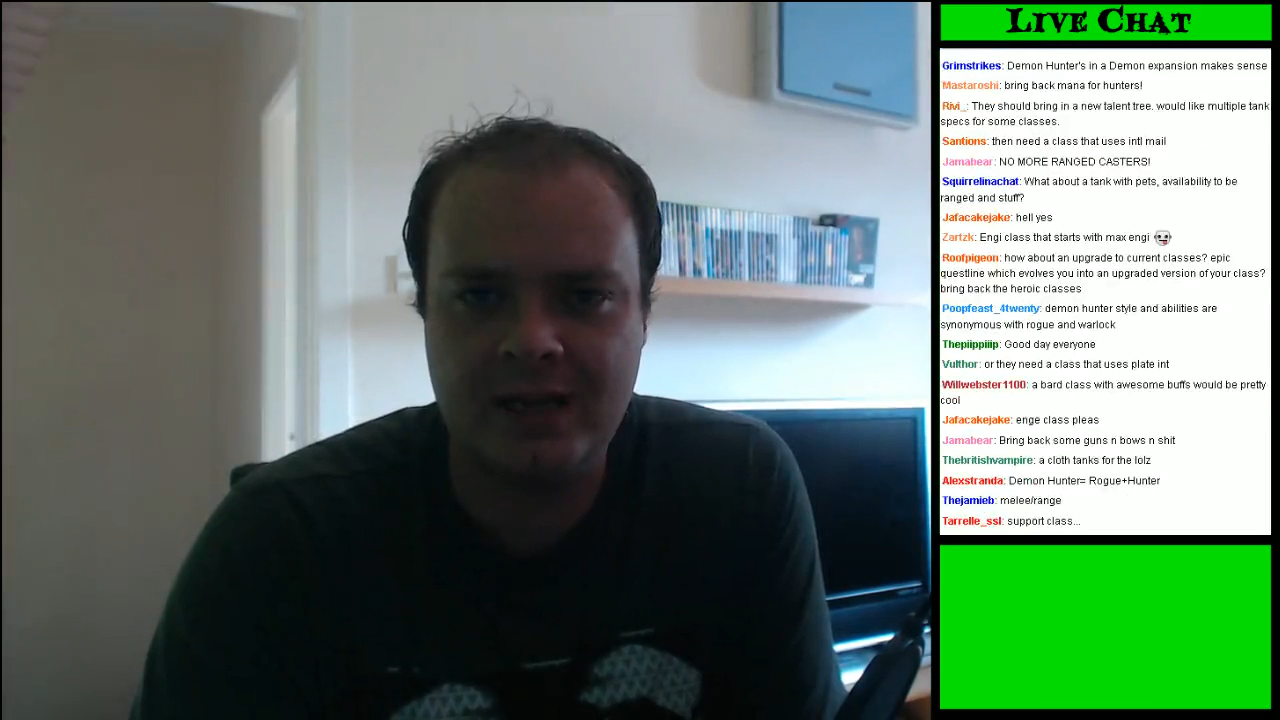 Live Chat
Grimstrikes: Demon Hunter's in a Demon expansion makes sense
Mastaroshi: bring back mana for hunters!
Rivi_: They should bring in a new talent tree. would like multiple tank
specs for some classes.
Santions: then need a class that uses intl mail
Jamabear: NO MORE RANGED CASTERS!
Squirrelinachat: What about a tank with pets, availability to be
ranged and stuff?
Jafacakejake: hell yes
Zartzk: Engi class that starts with max engi
Roofpigeon: how about an upgrade to current classes? epic
questline which evolves you into an upgraded version of your class?
bring back the heroic classes
Poopfeast_4twenty: demon hunter style and abilities are
synonymous with rogue and warlock
Thepiippiiip: Good day everyone
Vulthor: or they need a class that uses plate int
Willwebster1100: a bard class with awesome buffs would be pretty
cool
Jafacakejake: enge class pleas
Jamabear: Bring back some guns n bows n shit
Thebritishvampire: a cloth tanks for the lolz
Alexstranda: Demon Hunter= Rogue+Hunter
Thejamieb: melee/range
Tarrelle_ssl: support class...